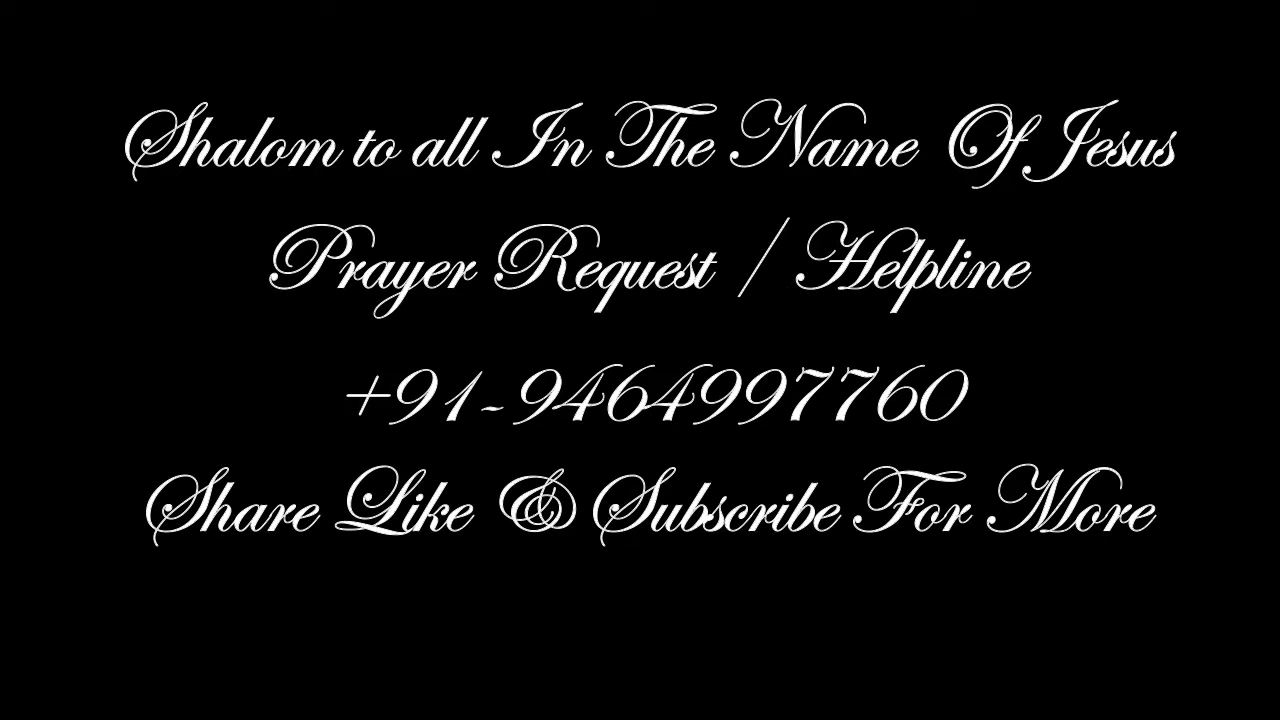 Shalom to all In The Name Of Jesus
Prayer Request / Helpline
+91-9464997760
Share Like & Subscribe For More